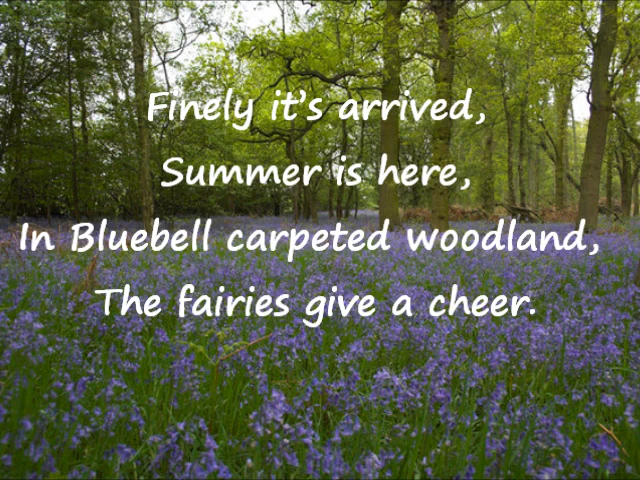 Finely it's arrived,
Summer is here,
In Bluebell carpeted woodland,
The fairies give a cheer.